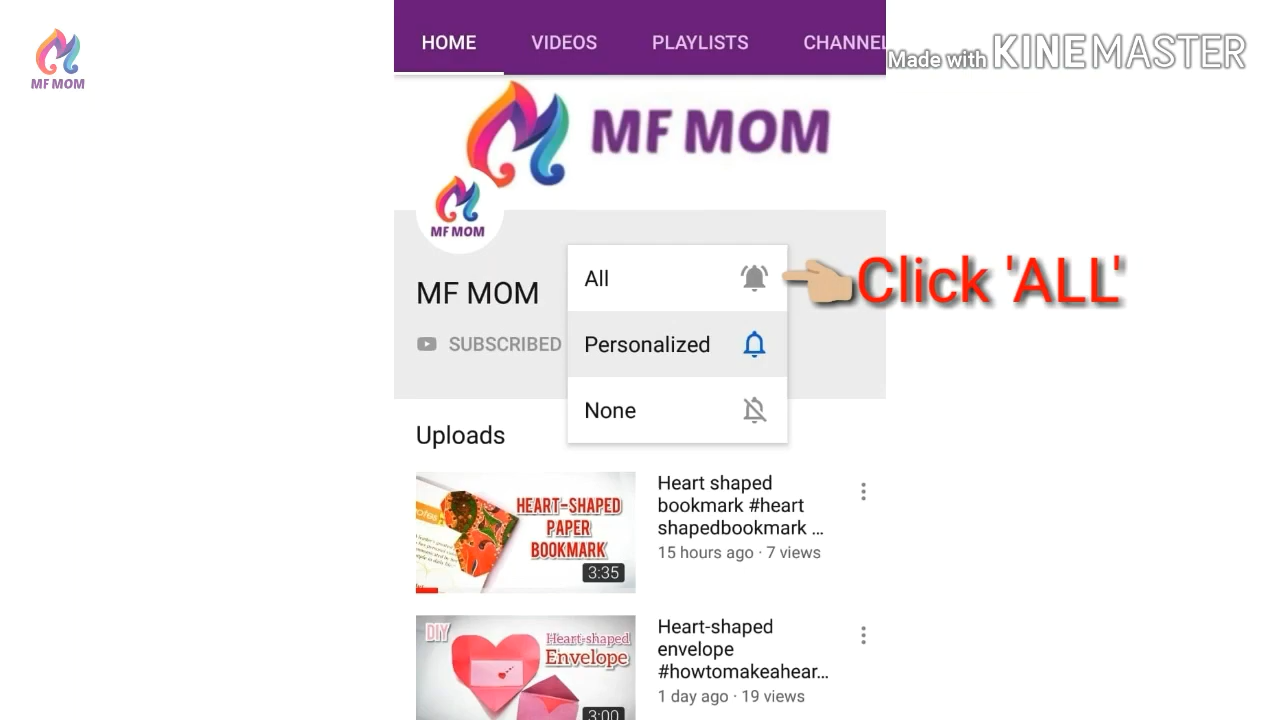 HOME VIDEOS PLAYLISTS CHANNEL
Made with KINEMASTER
MF MOM
MF MOM
MF MOM
All
Click 'ALL'
MF MOM
SUBSCRIBED
Personalized
None
Uploads
HEART-SHAPED
PAPER
BOOKMARK
3:35
Heart shaped
bookmark #heart
shapedbookmark ...
15 hours ago · 7 views
DIY
Heart-shaped
Envelope
3:00
Heart-shaped
envelope
#howtomakeahear...
1 day ago · 19 views